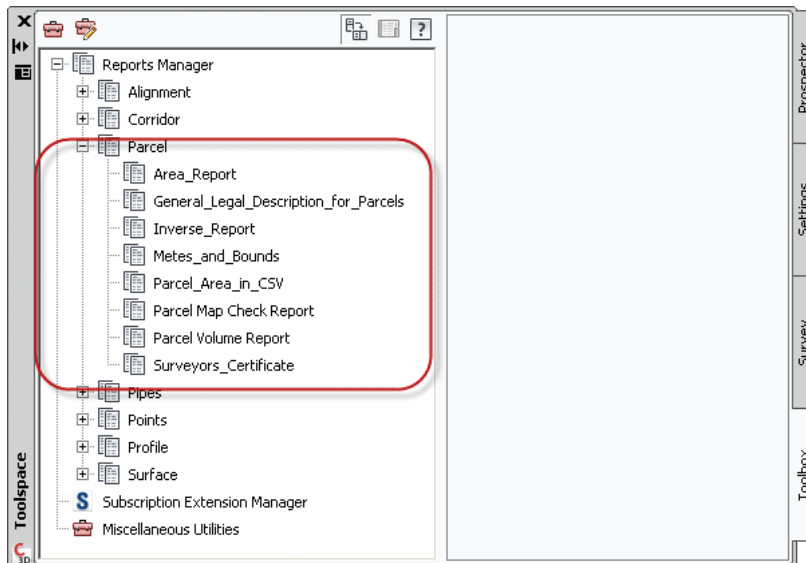 Reports Manager
Alignment
Corridor
Parcel
Area_Report
General_Legal_Description_for_Parcels
Inverse_Report
Metes_and_Bounds
Parcel_Area_in_CSV
Parcel Map Check Report
Parcel Volume Report
Surveyors_Certificate
Pipes
Points
Profile
Surface
S Subscription Extension Manager
Miscellaneous Utilities
Toolspace
C 3D
?
Prospector
Settings
Survey
Toolbox